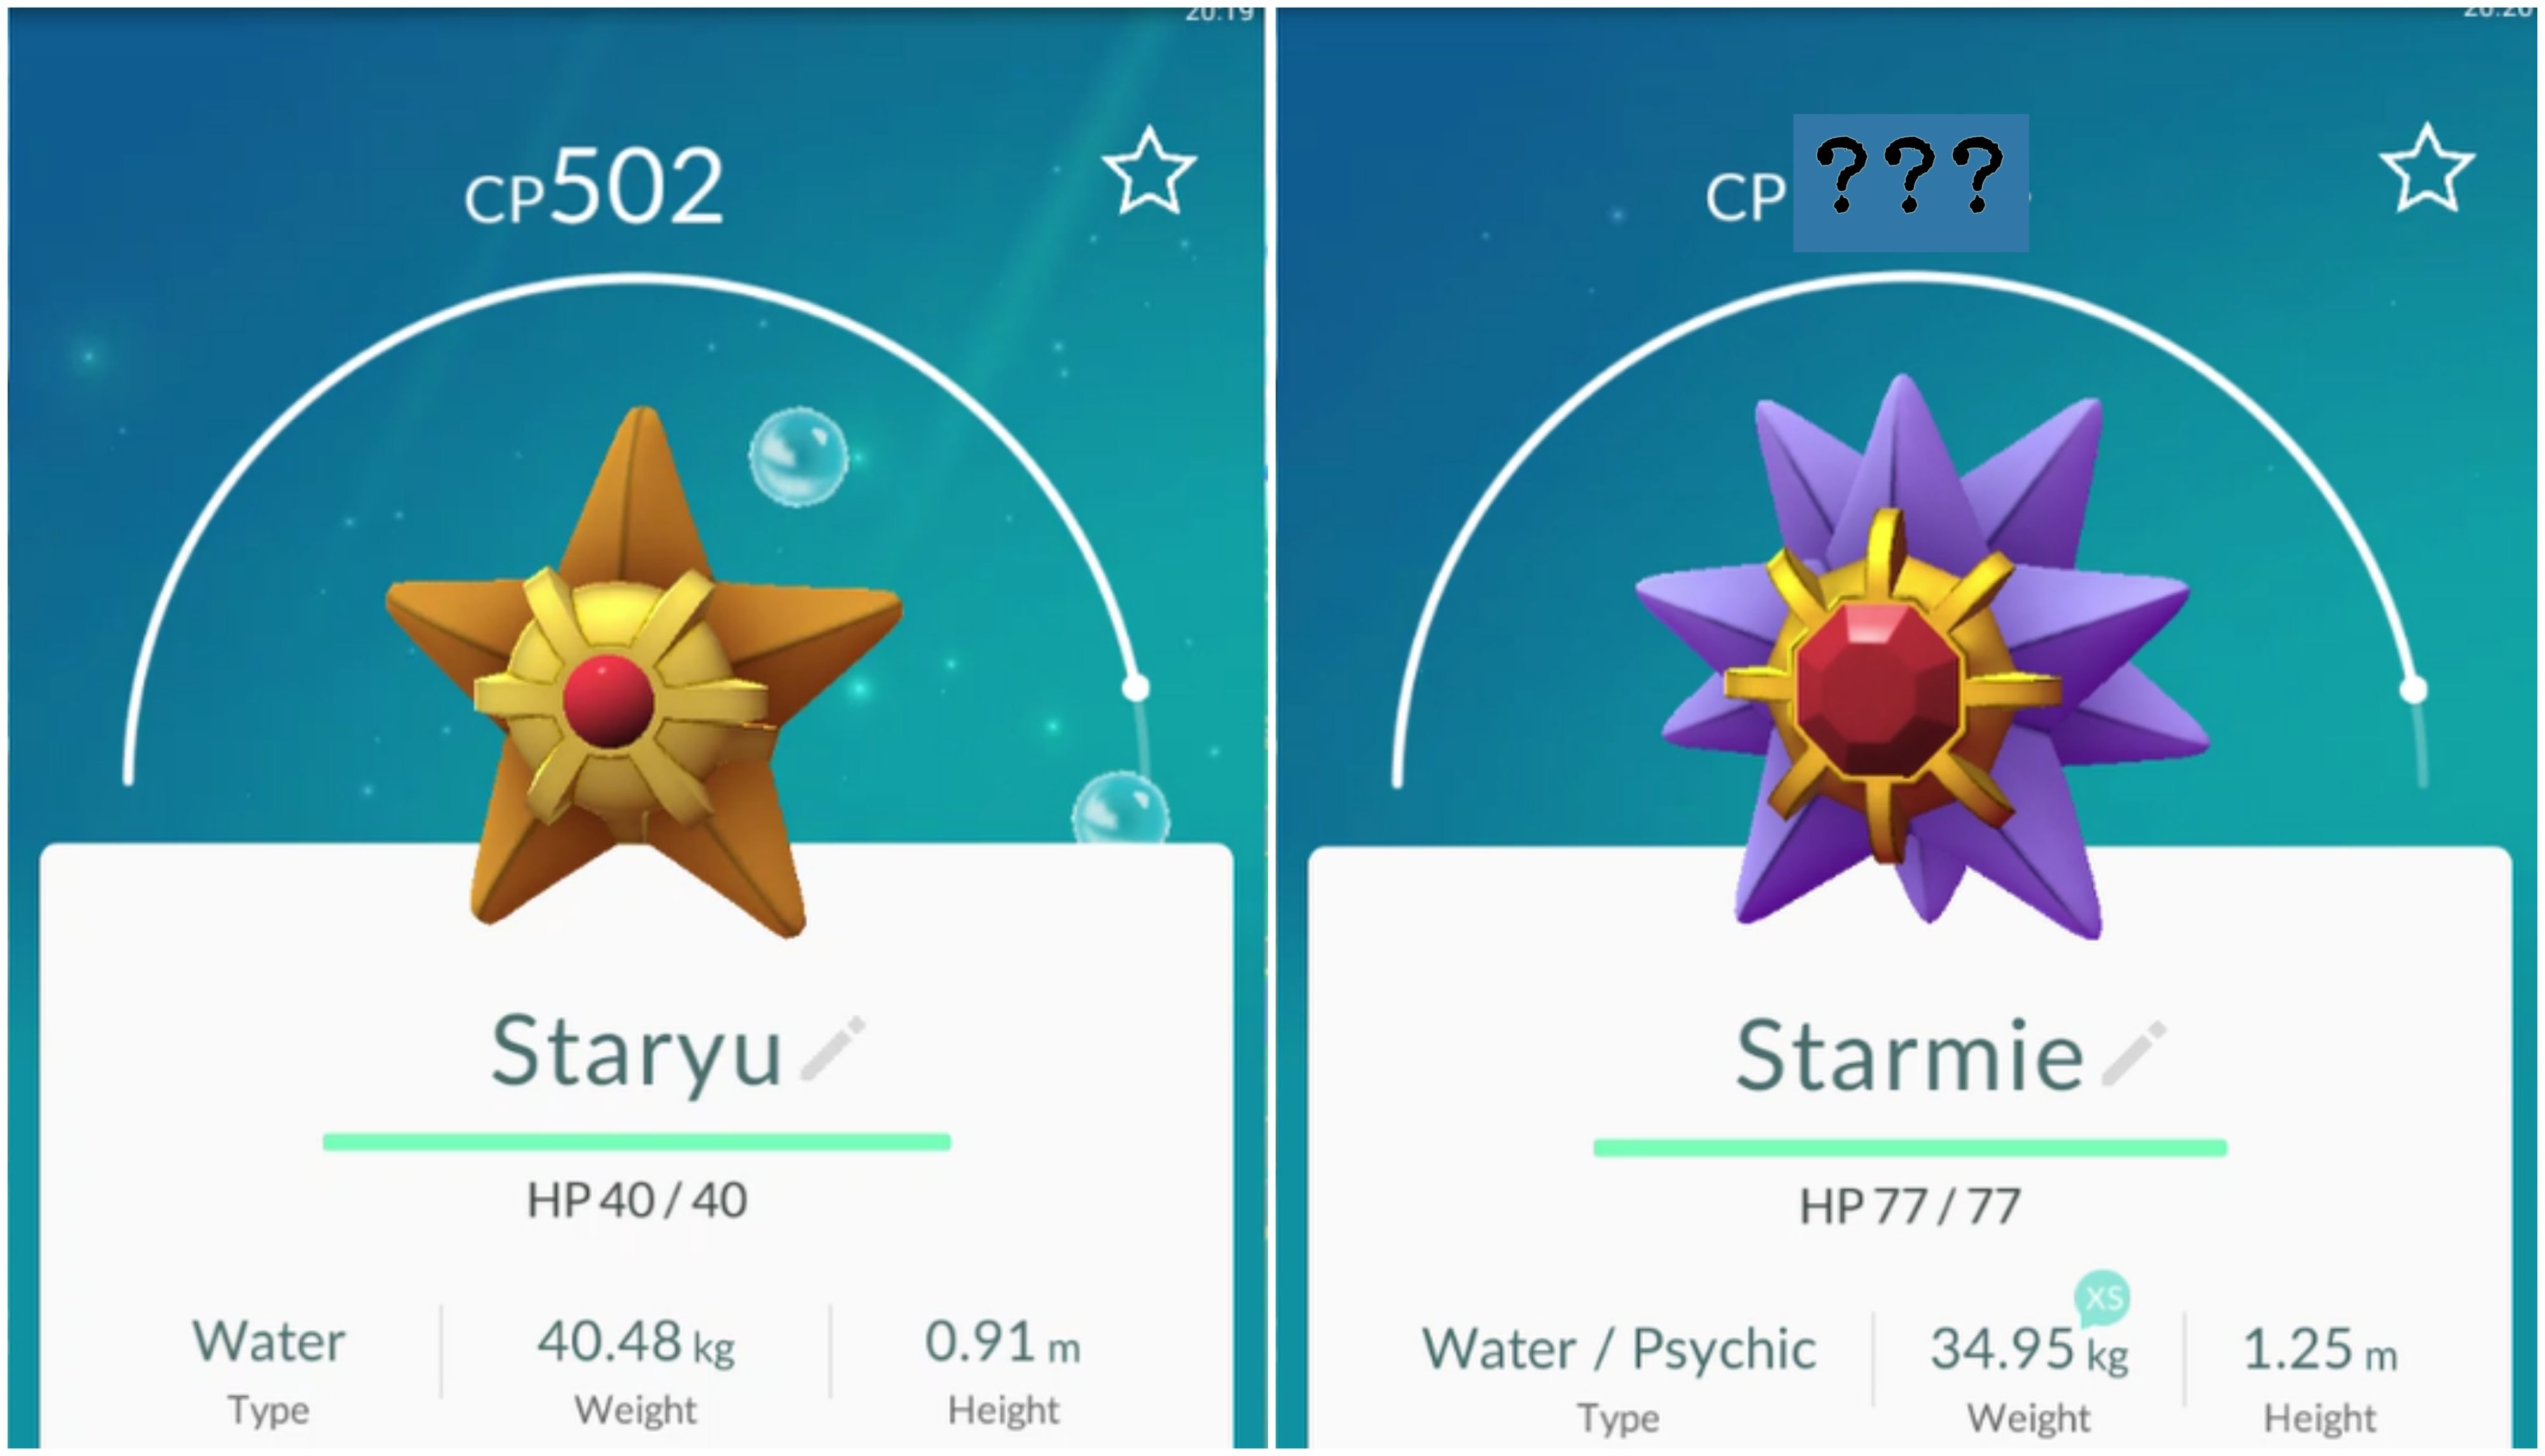 20:19
CP502
Staryu
HP 40 / 40
Water
Type
40.48 kg
Weight
0.91 m
Height
20:20
CP ???
Starmie
HP 77 / 77
Water / Psychic
Type
XS
34.95 kg
Weight
1.25 m
Height